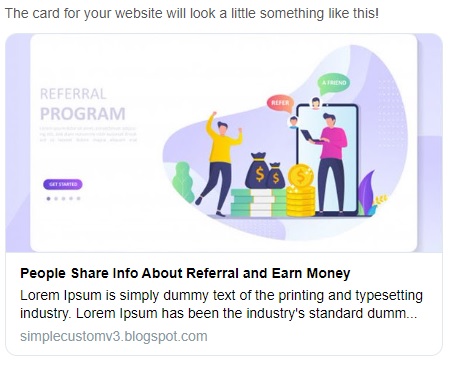 The card for your website will look a little something like this!
A FRIEND
REFER
REFERRAL
PROGRAM
GET STARTED
People Share Info About Referral and Earn Money
Lorem Ipsum is simply dummy text of the printing and typesetting
industry. Lorem Ipsum has been the industry's standard dumm...
simplecustomv3.blogspot.com